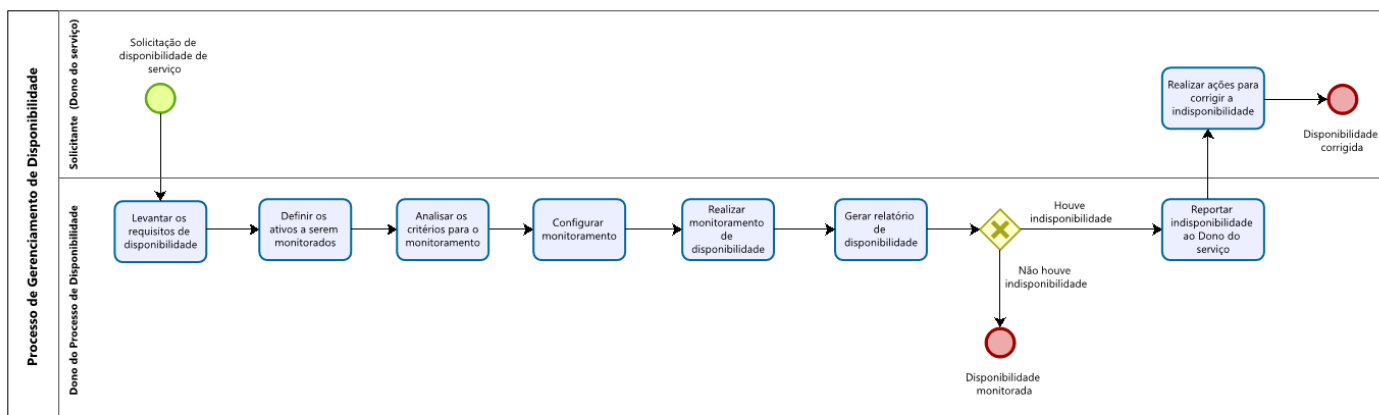 Processo de Gerenciamento de Disponibilidade
Solicitante (Dono do serviço)
Solicitação de
disponibilidade de
serviço
Realizar ações para
corrigir a
indisponibilidade
Disponibilidade
corrigida
Dono do Processo de Disponibilidade
Levantar os
requisitos de
disponibilidade
Definir os
ativos a serem
monitorados
Analisar os
critérios para o
monitoramento
Configurar
monitoramento
Realizar
monitoramento
de
disponibilidade
Gerar relatório
de
disponibilidade
Houve
indisponibilidade
Não houve
indisponibilidade
Disponibilidade
monitorada
Reportar
indisponibilidade
ao Dono do
serviço